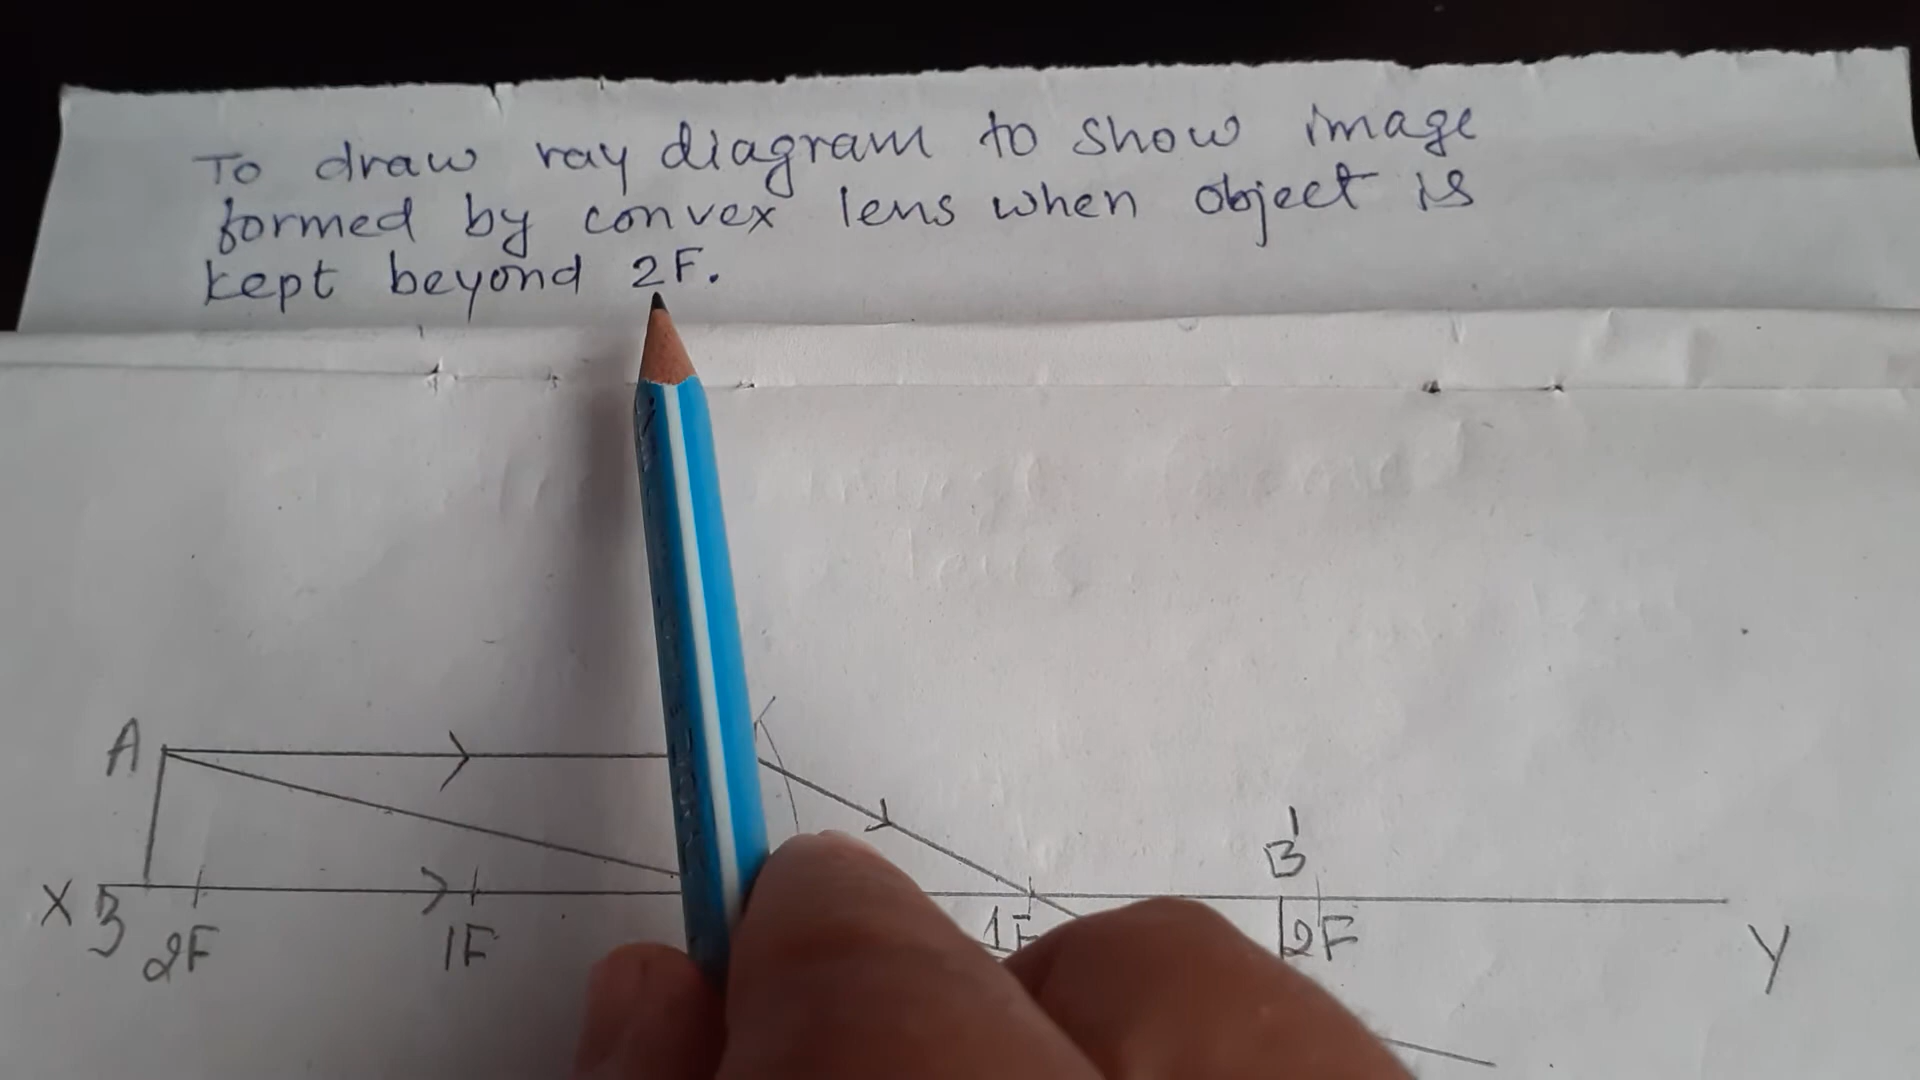 To draw ray diagram to show image
formed by convex lens when object is
kept beyond 2F.
A
B'
X B 2F 1F 1F 2F Y